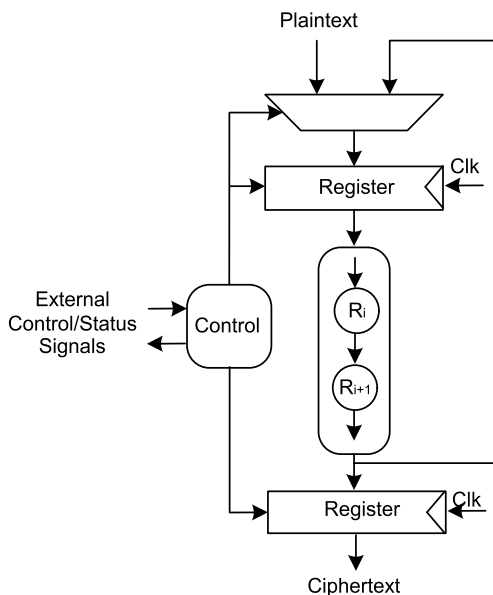 Plaintext
Clk
Register
External
Control/Status
Signals
Control
Ri
Ri+1
Clk
Register
Ciphertext